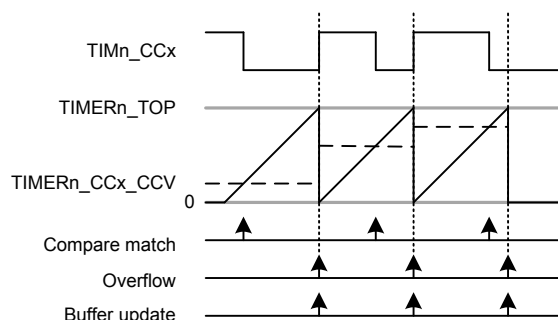 TIMn_CCx
TIMERn_TOP
TIMERn_CCx_CCV
0
Compare match
Overflow
Buffer update